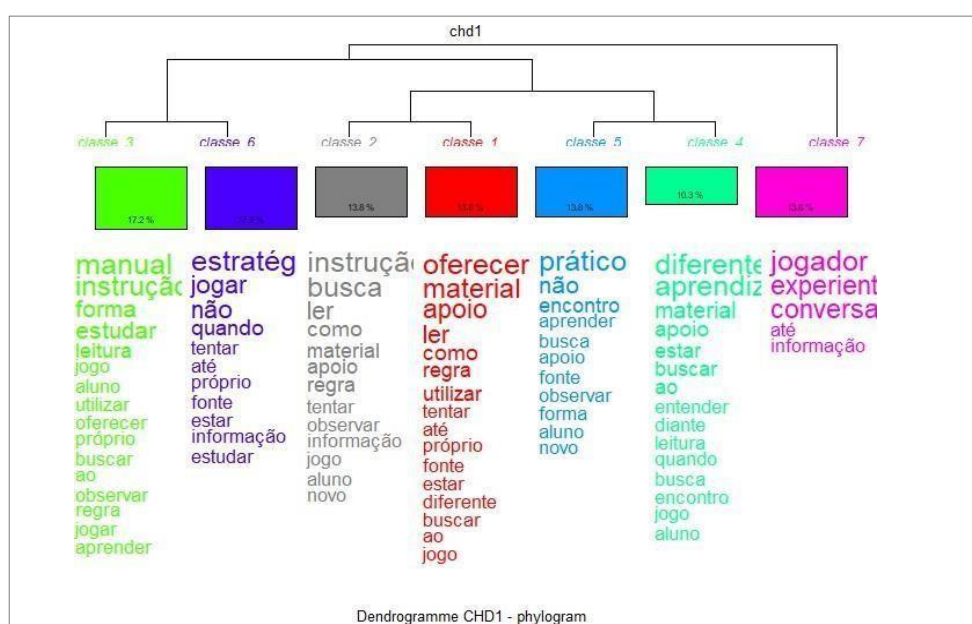 chd1
classe 3 classe 6 classe 2 classe 1 classe 5 classe 4 classe 7
17.2 % 13.8 % 13.8 % 10.3 % 13.8 %
manual
instrução
forma
estudar
leitura
jogo
aluno
utilizar
oferecer
próprio
buscar
ao
observar
regra
jogar
aprender
estratég
jogar
não
quando
tentar
até
próprio
fonte
estar
informação
estudar
instrução
busca
ler
como
material
apoio
regra
tentar
observar
informação
jogo
aluno
novo
oferecer
material
apoio
ler
como
regra
utilizar
tentar
até
próprio
fonte
estar
diferente
buscar
ao
jogo
prático
não
encontro
aprender
busca
apoio
fonte
observar
forma
aluno
novo
diferente
aprendiz
material
apoio
estar
buscar
ao
entender
diante
leitura
quando
busca
encontro
jogo
aluno
jogador
experient
conversa
até
informação
Dendrogramme CHD1 - phylogram